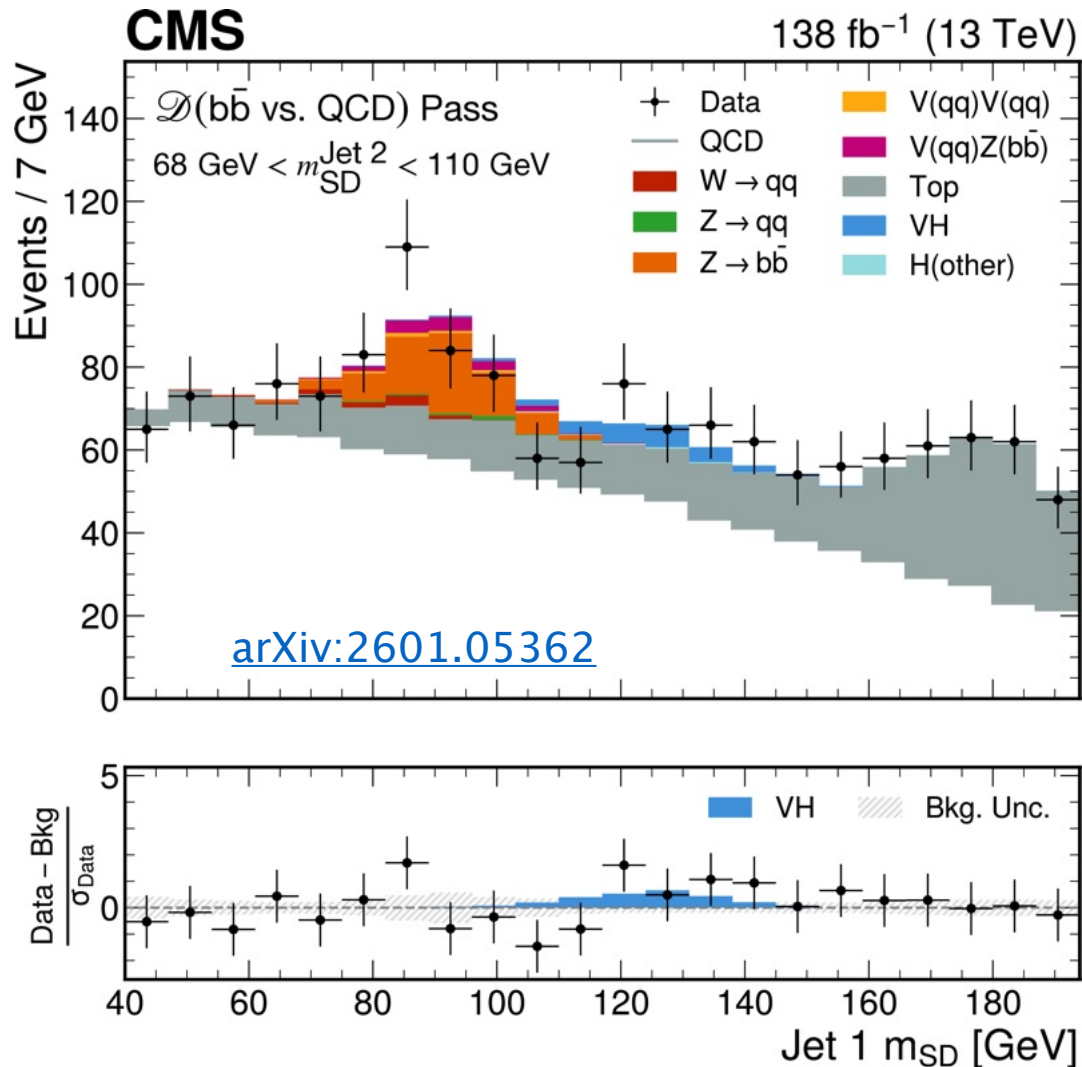 CMS 138 fb⁻¹ (13 TeV)
Events / 7 GeV
140
120
100
80
60
40
20
0
𝒟(bb̄ vs. QCD) Pass
68 GeV < m_SD^Jet 2 < 110 GeV
Data
QCD
W → qq
Z → qq
Z → bb̄
V(qq)V(qq)
V(qq)Z(bb̄)
Top
VH
H(other)
arXiv:2601.05362
Data − Bkg
σ_Data
5
0
VH Bkg. Unc.
40 60 80 100 120 140 160 180
Jet 1 m_SD [GeV]